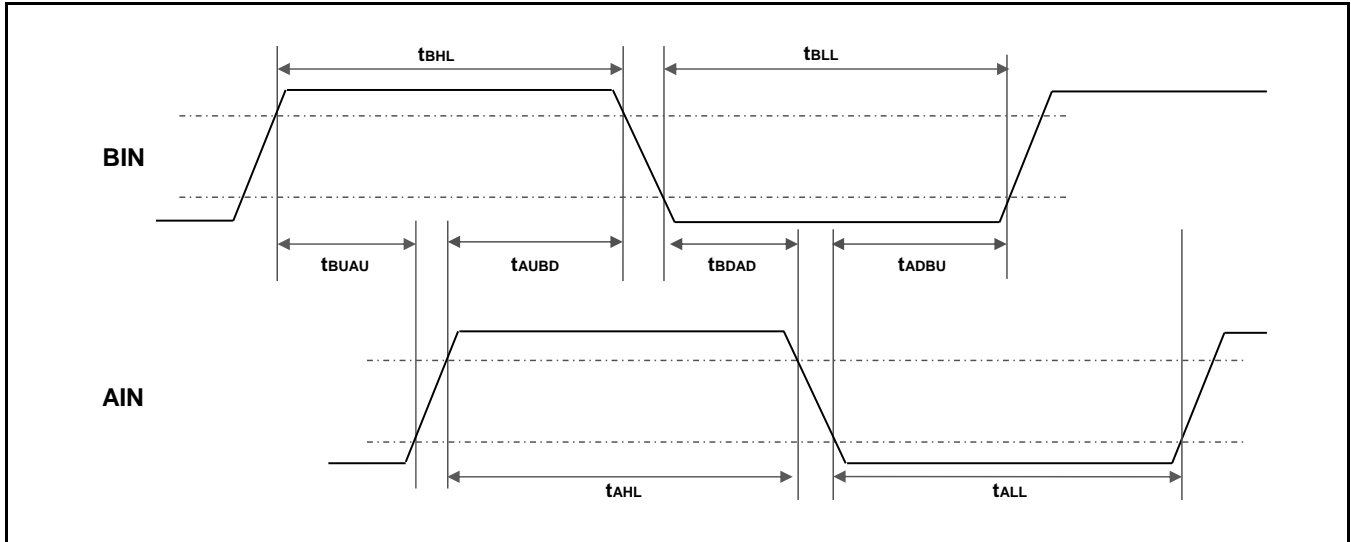 tBHL tBLL
BIN
tBUAU tAUBD tBDAD tADBU
AIN
tAHL tALL